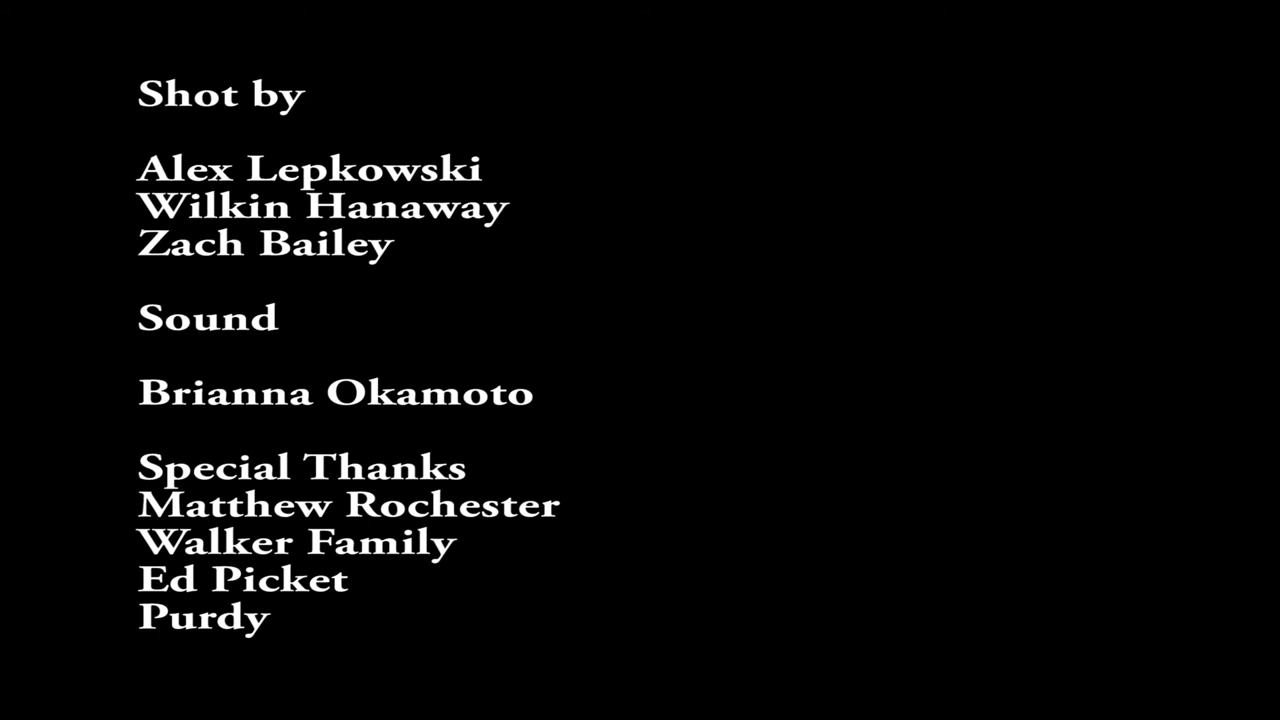 Shot by
Alex Lepkowski
Wilkin Hanaway
Zach Bailey
Sound
Brianna Okamoto
Special Thanks
Matthew Rochester
Walker Family
Ed Picket
Purdy